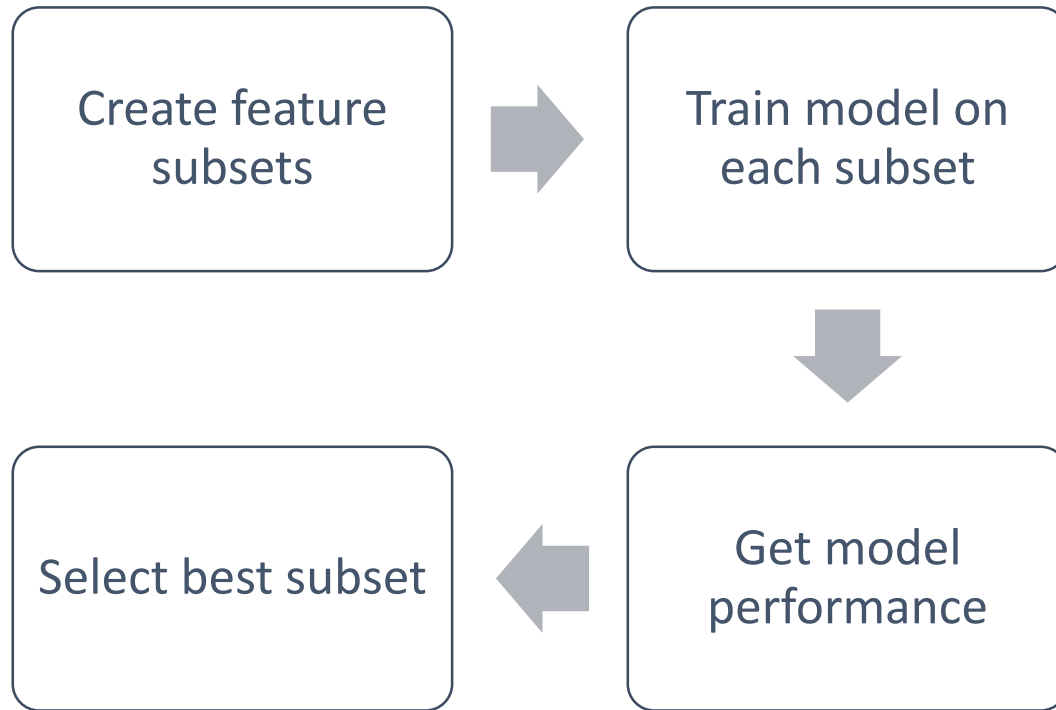 Create feature
subsets
Train model on
each subset
Get model
performance
Select best subset